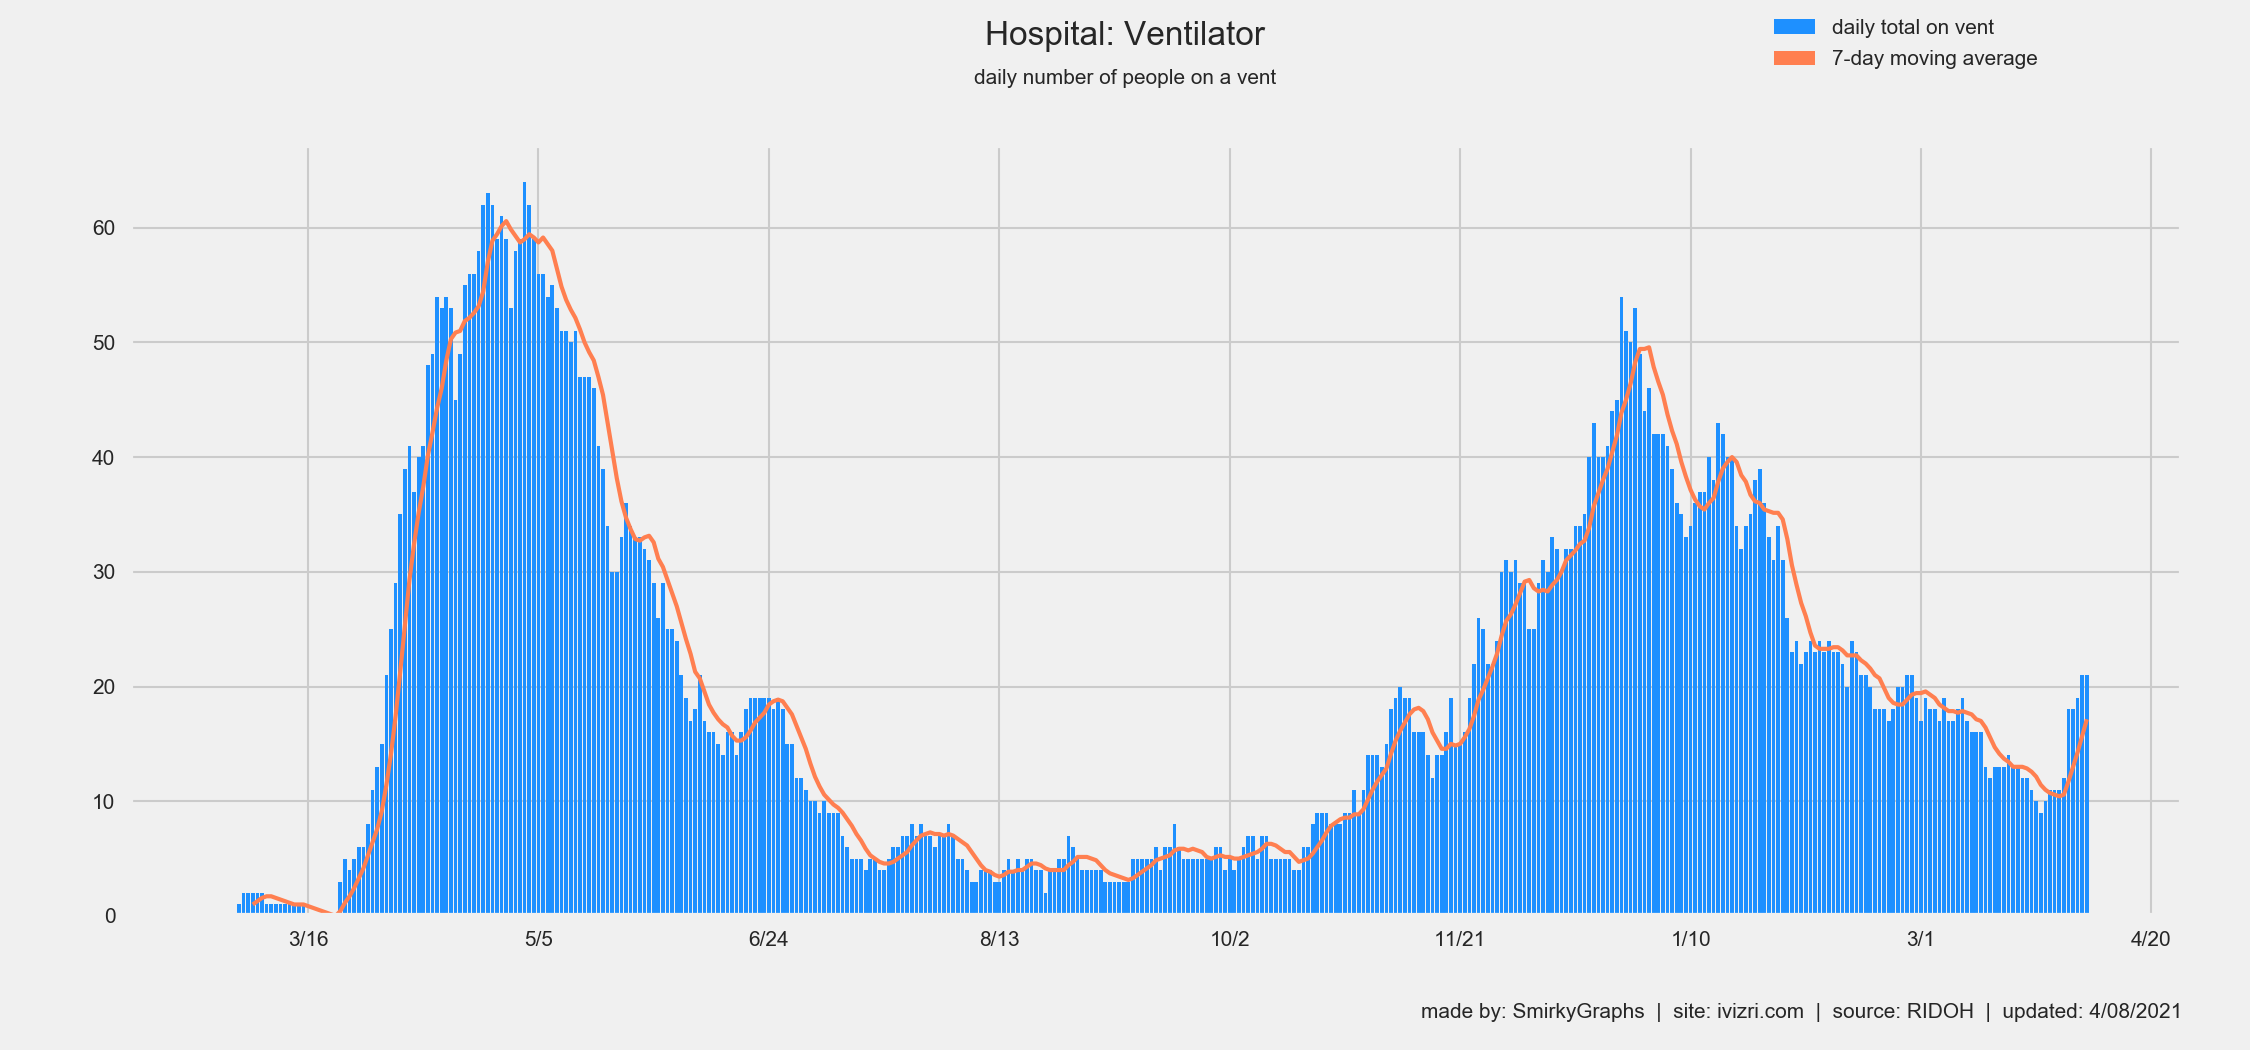 Hospital: Ventilator
daily number of people on a vent
daily total on vent
7-day moving average
60
50
40
30
20
10
0
3/16 5/5 6/24 8/13 10/2 11/21 1/10 3/1 4/20
made by: SmirkyGraphs | site: ivizri.com | source: RIDOH | updated: 4/08/2021